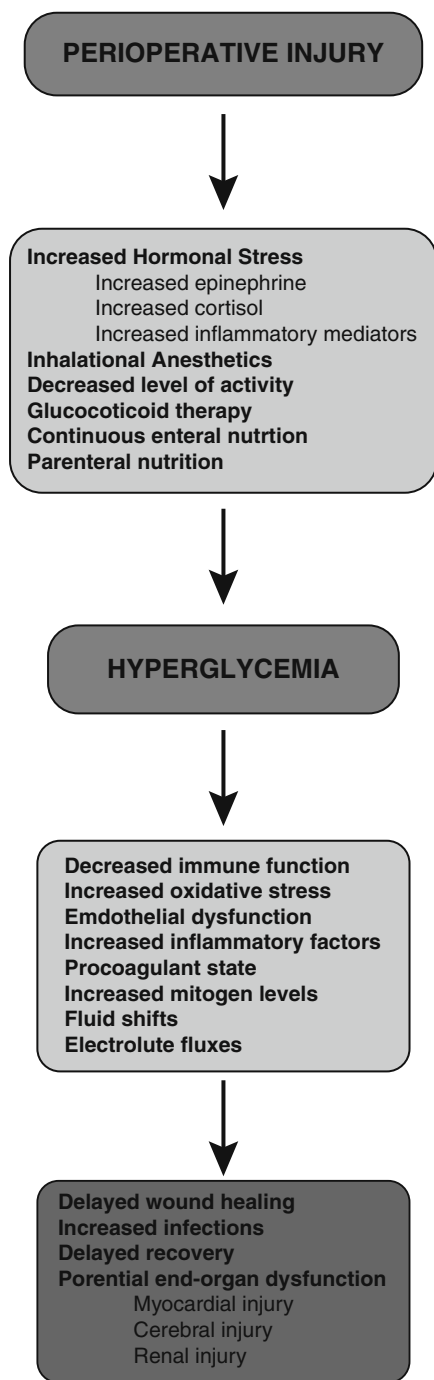 PERIOPERATIVE INJURY
Increased Hormonal Stress
Increased epinephrine
Increased cortisol
Increased inflammatory mediators
Inhalational Anesthetics
Decreased level of activity
Glucocoticoid therapy
Continuous enteral nutrtion
Parenteral nutrition
HYPERGLYCEMIA
Decreased immune function
Increased oxidative stress
Emdothelial dysfunction
Increased inflammatory factors
Procoagulant state
Increased mitogen levels
Fluid shifts
Electrolute fluxes
Delayed wound healing
Increased infections
Delayed recovery
Porential end-organ dysfunction
Myocardial injury
Cerebral injury
Renal injury